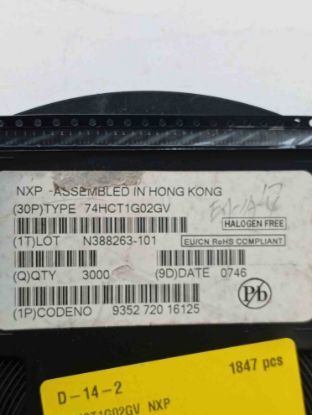 NXP -ASSEMBLED IN HONG KONG
(30P)TYPE 74HCT1G02GV
HALOGEN FREE
(1T)LOT N388263-101
EU/CN RoHS COMPLIANT
(Q)QTY 3000 (9D)DATE 0746
Pb
(1P)CODENO 9352 720 16125
1847 pcs
D-14-2
HCT1G02GV NXP